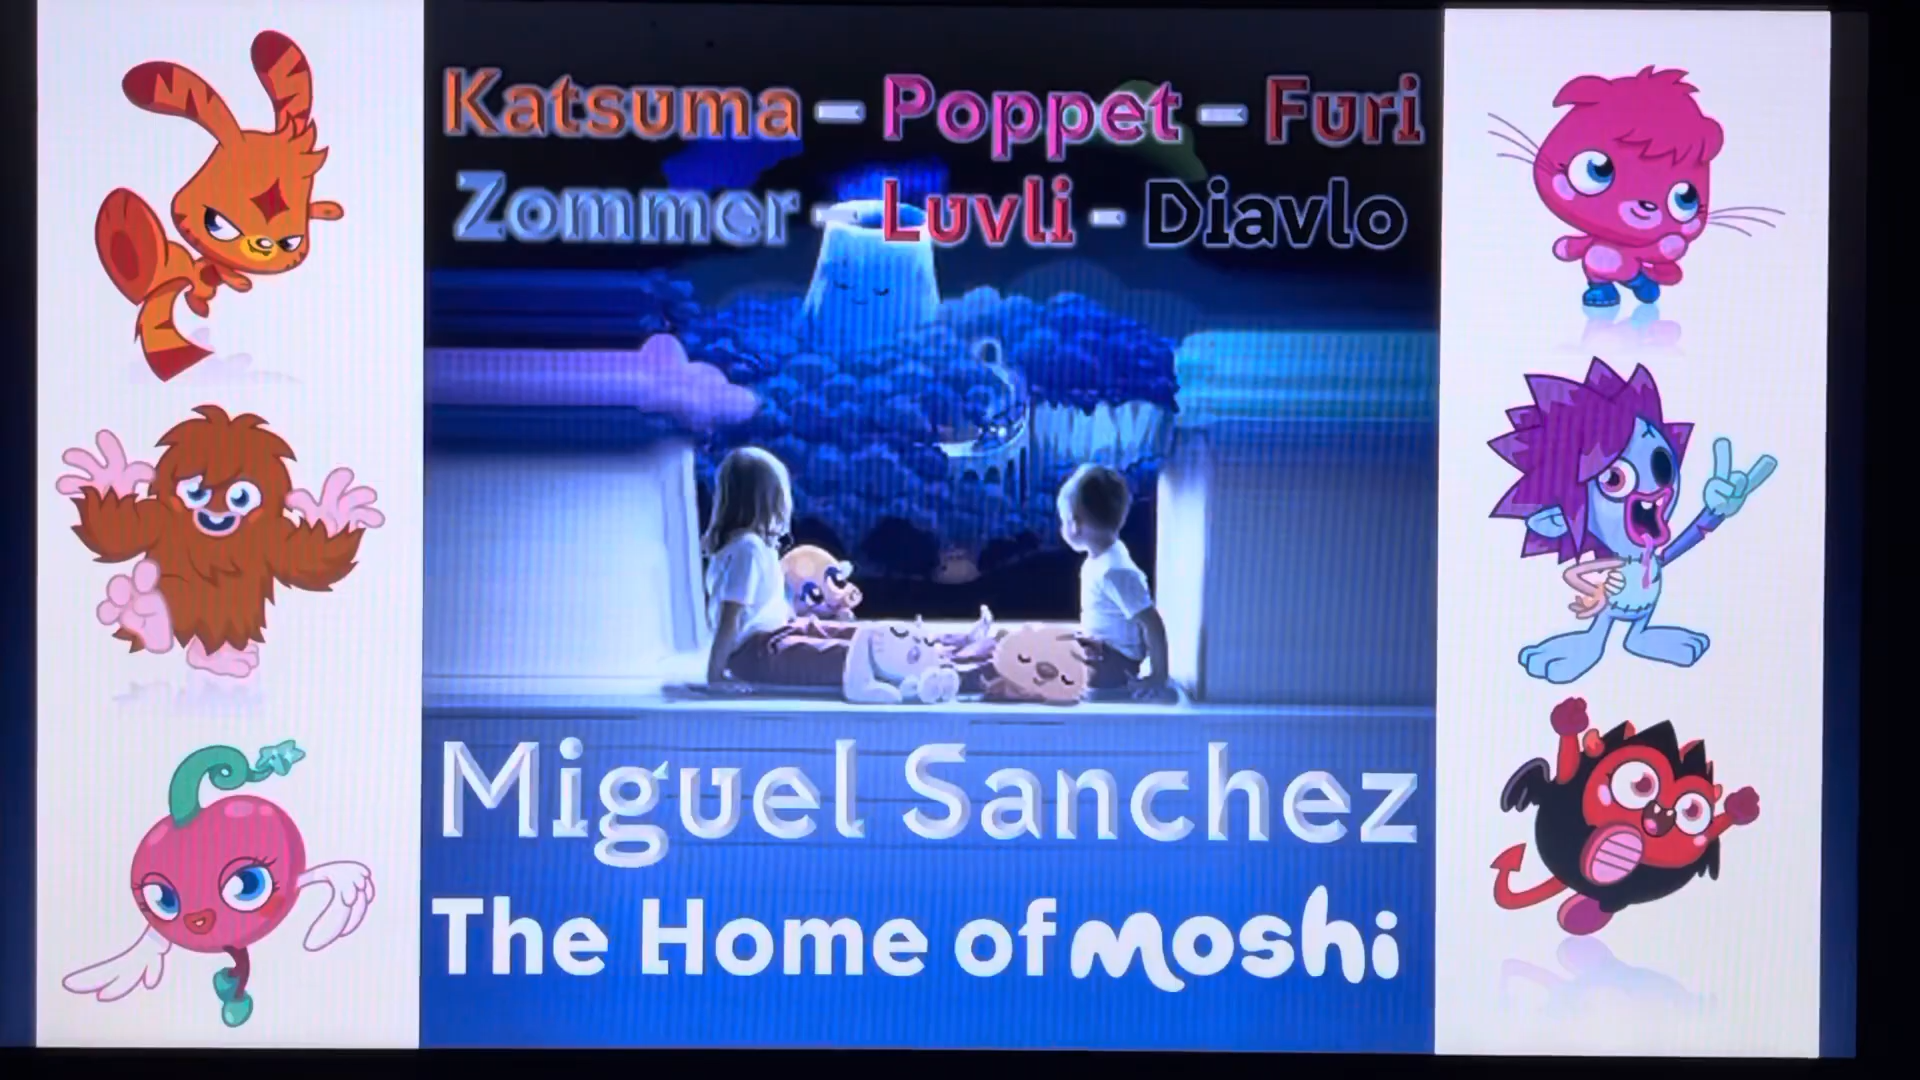 Katsuma – Poppet – Furi
Zommer - Luvli - Diavlo
Miguel Sanchez
The Home of moshi